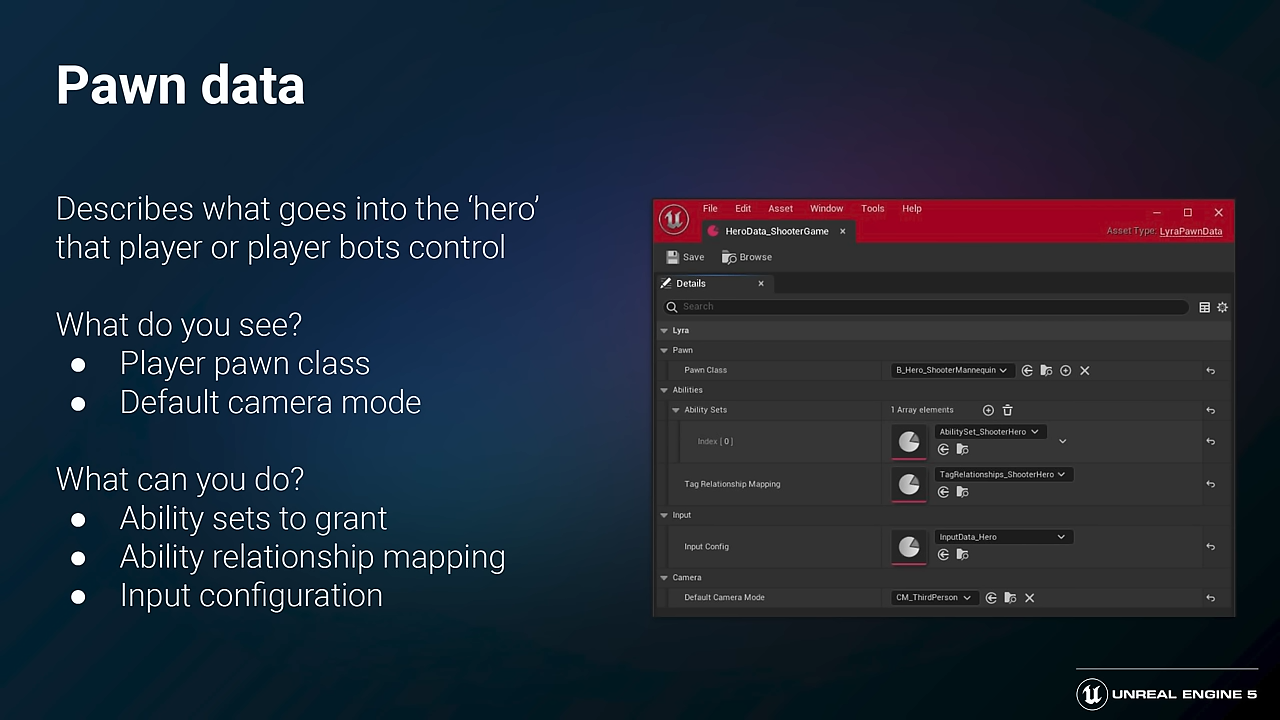 Pawn data
Describes what goes into the ‘hero’
that player or player bots control
What do you see?
● Player pawn class
● Default camera mode
What can you do?
● Ability sets to grant
● Ability relationship mapping
● Input configuration
File Edit Asset Window Tools Help
HeroData_ShooterGame
Asset Type: LyraPawnData
Save Browse
Details
Search
Lyra
Pawn
Pawn Class B_Hero_ShooterMannequin
Abilities
Ability Sets 1 Array elements
Index [ 0 ] AbilitySet_ShooterHero
Tag Relationship Mapping TagRelationships_ShooterHero
Input
Input Config InputData_Hero
Camera
Default Camera Mode CM_ThirdPerson
UNREAL ENGINE 5